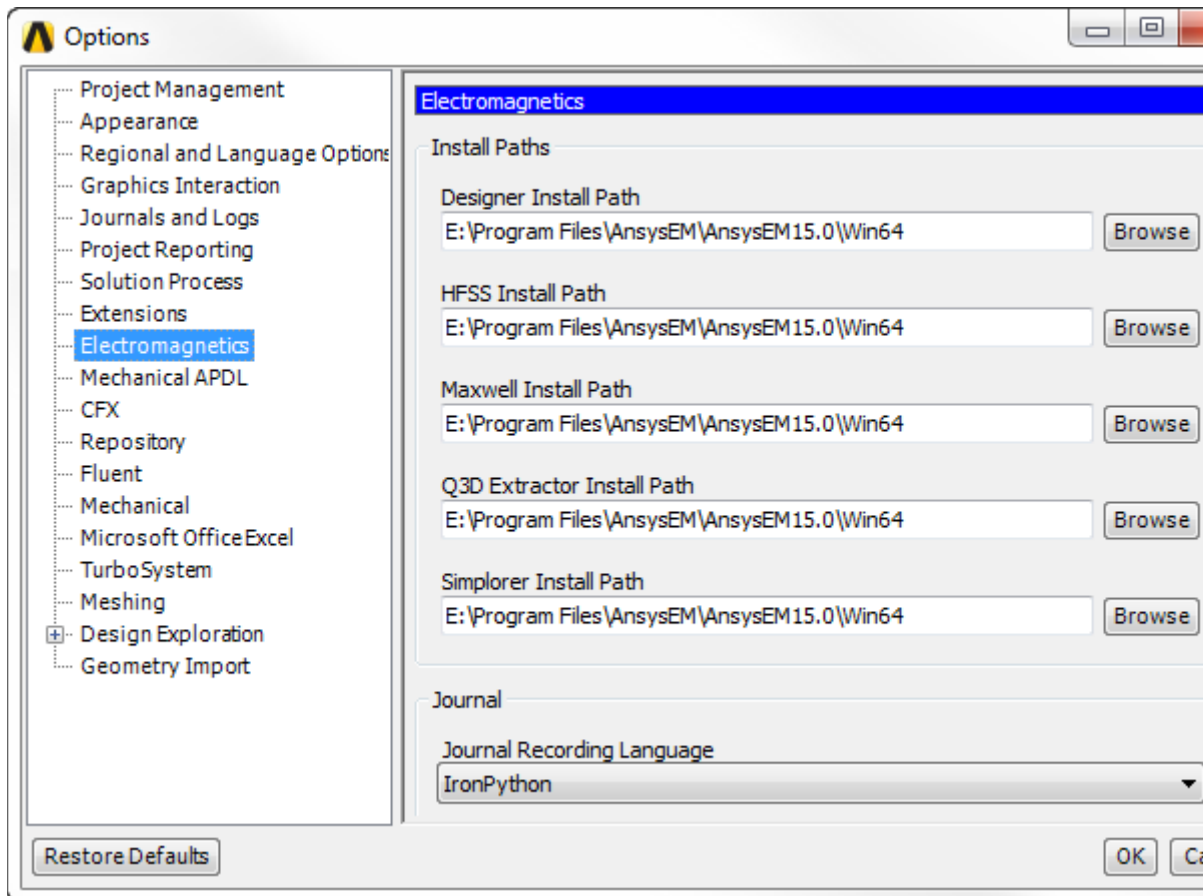 Options
Project Management
Appearance
Regional and Language Options
Graphics Interaction
Journals and Logs
Project Reporting
Solution Process
Extensions
Electromagnetics
Mechanical APDL
CFX
Repository
Fluent
Mechanical
Microsoft Office Excel
TurboSystem
Meshing
Design Exploration
Geometry Import
Restore Defaults
Electromagnetics
Install Paths
Designer Install Path
E:\Program Files\AnsysEM\AnsysEM15.0\Win64
Browse
HFSS Install Path
E:\Program Files\AnsysEM\AnsysEM15.0\Win64
Browse
Maxwell Install Path
E:\Program Files\AnsysEM\AnsysEM15.0\Win64
Browse
Q3D Extractor Install Path
E:\Program Files\AnsysEM\AnsysEM15.0\Win64
Browse
Simplorer Install Path
E:\Program Files\AnsysEM\AnsysEM15.0\Win64
Browse
Journal
Journal Recording Language
IronPython
OK